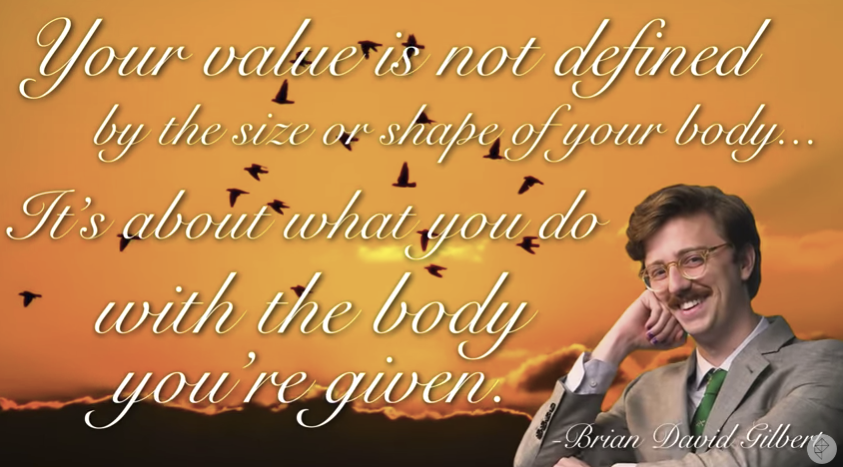 Your value is not defined
by the size or shape of your body...
It's about what you do
with the body
you're given.
-Brian David Gilbert